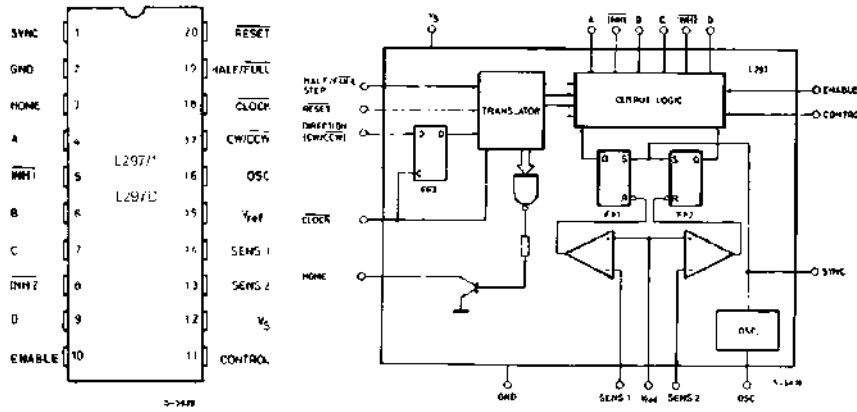 SYNC 1 20 RESET
GND 2 19 HALF/FULL
HOME 3 18 CLOCK
A 4 17 CW/CCW
L297/1
INH1 5 16 OSC
L297D
B 6 15 Vref
C 7 14 SENS 1
INH2 8 13 SENS 2
D 9 12 VS
ENABLE 10 11 CONTROL
VS A INH1 B C INH2 D
L297
HALF/FULL STEP
TRANSLATOR
OUTPUT LOGIC
ENABLE
RESET
CONTROL
DIRECTION (CW/CCW)
D D
C
FF3
Q S S Q
R R
FF1 FF2
CLOCK
HOME
SYNC
OSC.
GND SENS 1 Vref SENS 2 OSC